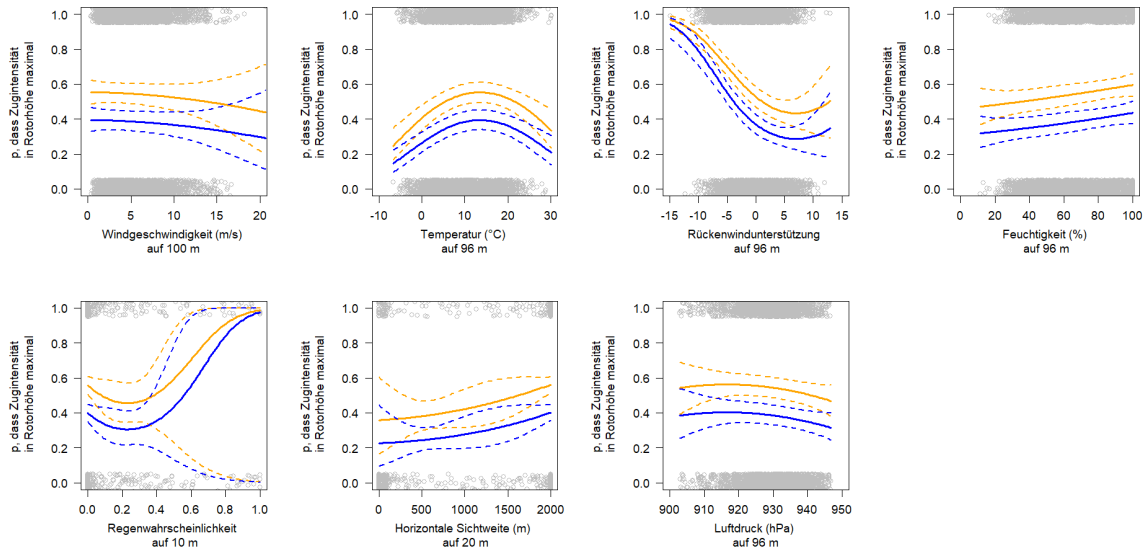 p, dass Zugintensität
in Rotorhöhe maximal
1.0
0.8
0.6
0.4
0.2
0.0
0 5 10 15 20
Windgeschwindigkeit (m/s)
auf 100 m
p, dass Zugintensität
in Rotorhöhe maximal
1.0
0.8
0.6
0.4
0.2
0.0
-10 0 10 20 30
Temperatur (°C)
auf 96 m
p, dass Zugintensität
in Rotorhöhe maximal
1.0
0.8
0.6
0.4
0.2
0.0
-15 -10 -5 0 5 10 15
Rückenwindunterstützung
auf 96 m
p, dass Zugintensität
in Rotorhöhe maximal
1.0
0.8
0.6
0.4
0.2
0.0
0 20 40 60 80 100
Feuchtigkeit (%)
auf 96 m
p, dass Zugintensität
in Rotorhöhe maximal
1.0
0.8
0.6
0.4
0.2
0.0
0.0 0.2 0.4 0.6 0.8 1.0
Regenwahrscheinlichkeit
auf 10 m
p, dass Zugintensität
in Rotorhöhe maximal
1.0
0.8
0.6
0.4
0.2
0.0
0 500 1000 1500 2000
Horizontale Sichtweite (m)
auf 20 m
p, dass Zugintensität
in Rotorhöhe maximal
1.0
0.8
0.6
0.4
0.2
0.0
900 910 920 930 940 950
Luftdruck (hPa)
auf 96 m